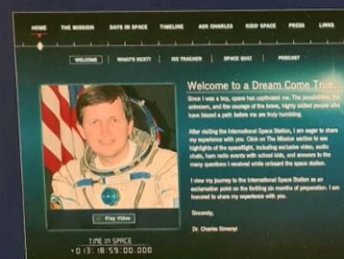 HOME THE MISSION DAYS IN SPACE TIMELINE ASK CHARLES KIDS' SPACE PRESS LINKS
WELCOME WHAT'S NEXT? ISS TRACKER SPACE QUIZ PODCAST
Welcome to a Dream Come True...
Since I was a boy, space has captivated me. The possibilities, the
unknown, and the courage of the brave, highly skilled people who
have blazed a path before me are truly humbling.
After visiting the International Space Station, I am eager to share
my experience with you. Click on The Mission section to see
highlights of the spaceflight, including exclusive video, audio
chats, ham radio events with school kids, and answers to the
many questions I received while onboard the space station.
I view my journey to the International Space Station as an
exclamation point on the thrilling six months of preparation. I am
honored to share my experience with you.
Sincerely,
Dr. Charles Simonyi
Play Video
TIME IN SPACE
+013:18:59:00.000